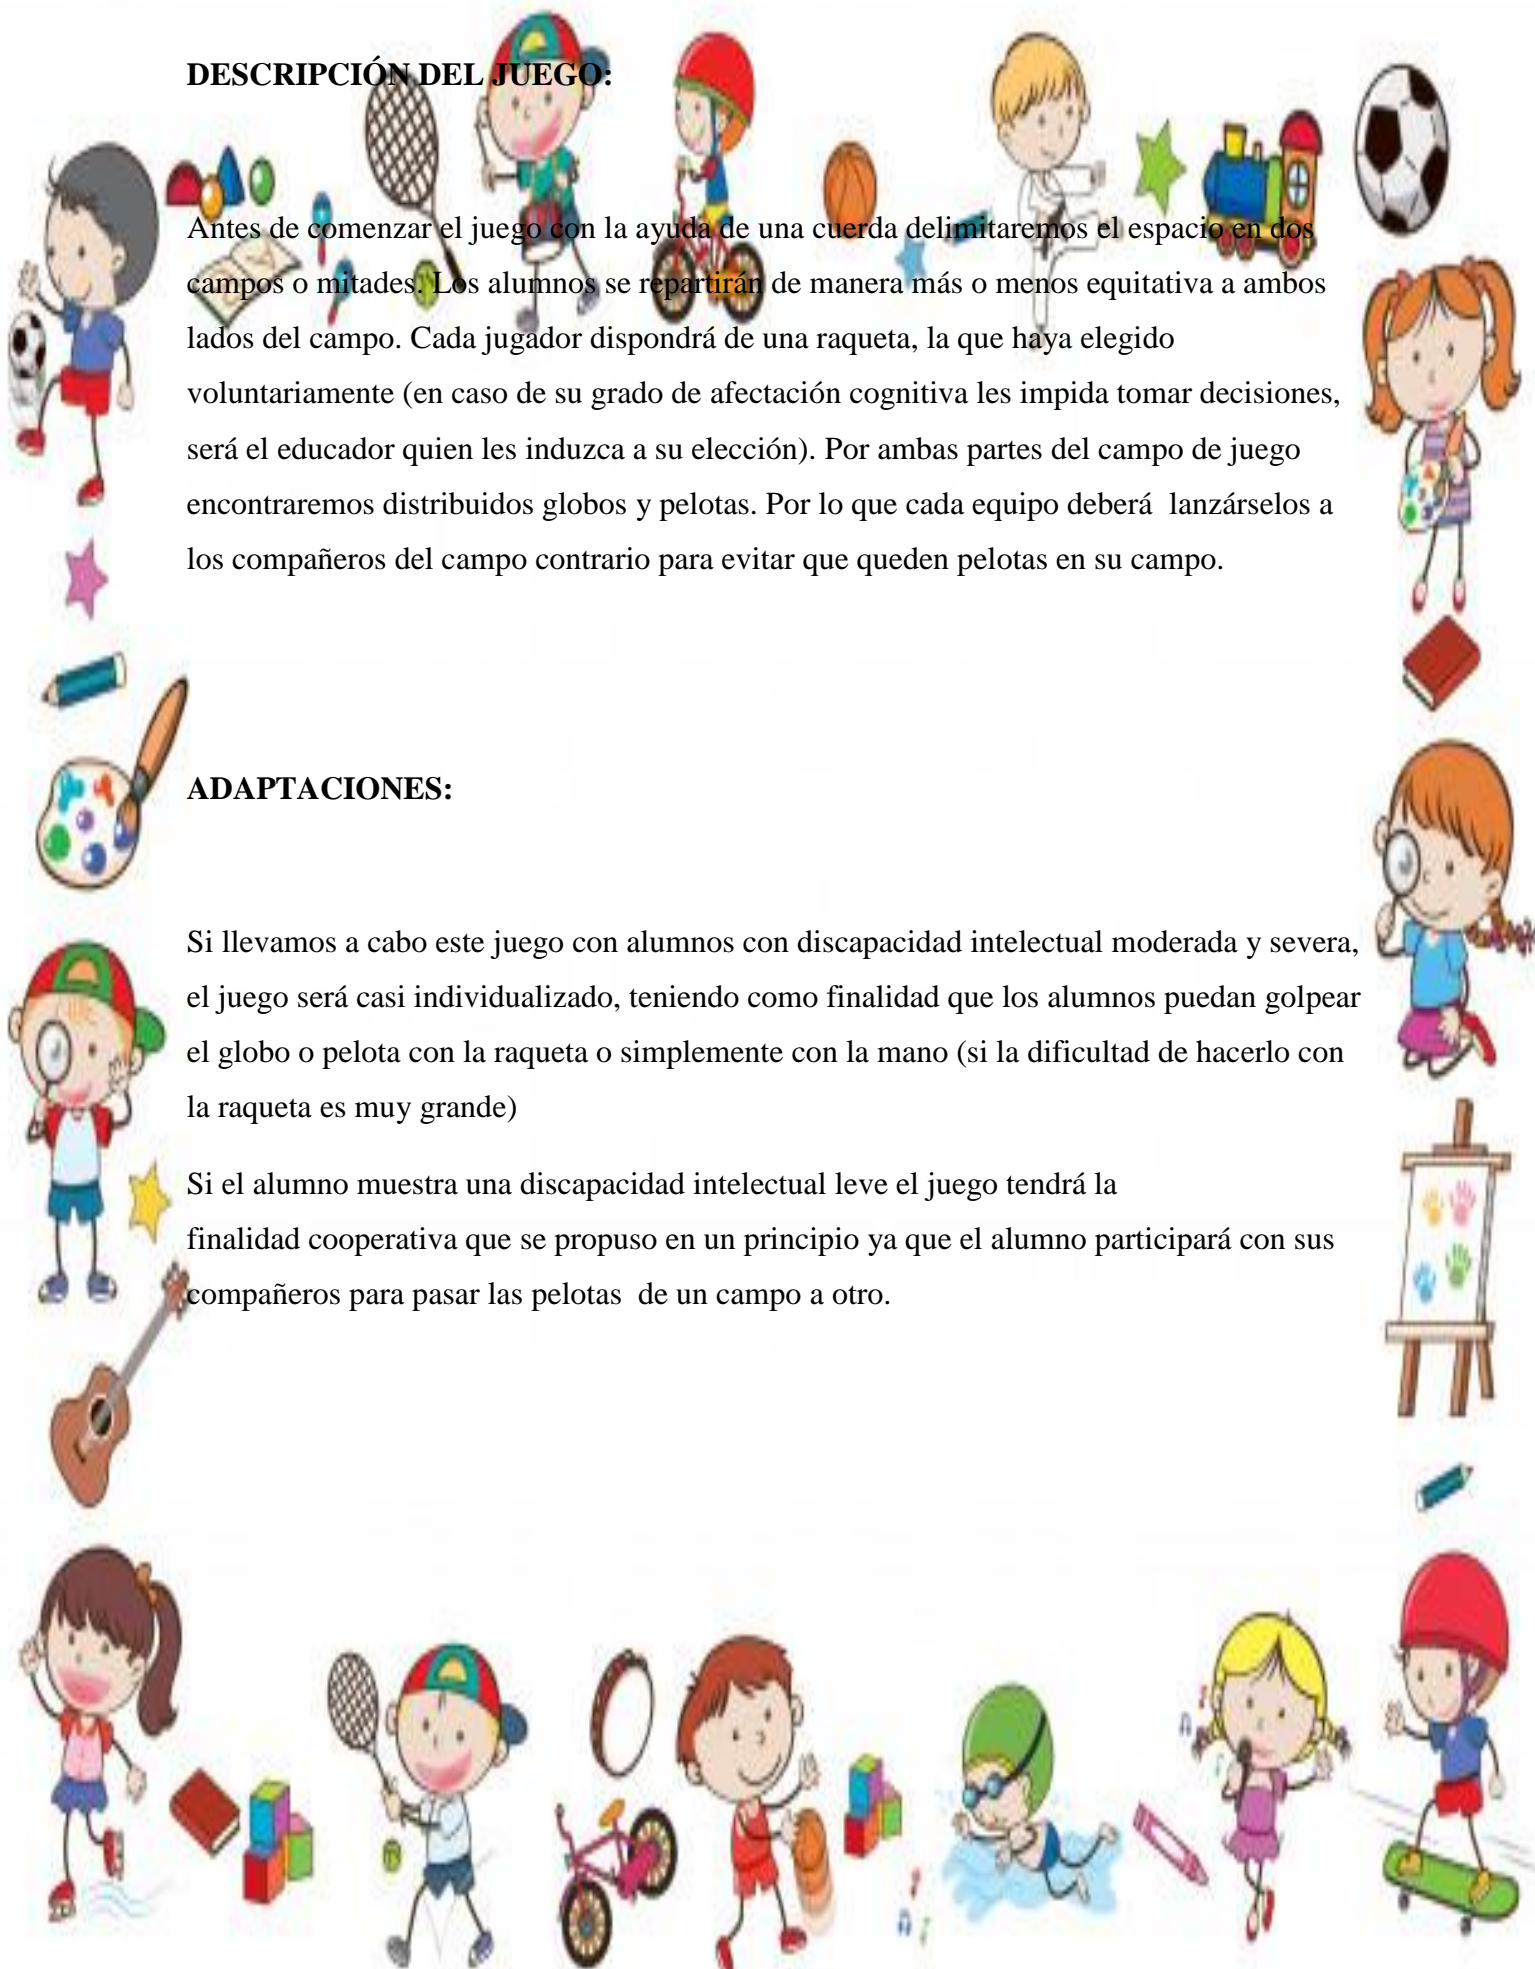 DESCRIPCIÓN DEL JUEGO:
Antes de comenzar el juego con la ayuda de una cuerda delimitaremos el espacio en dos
campos o mitades. Los alumnos se repartirán de manera más o menos equitativa a ambos
lados del campo. Cada jugador dispondrá de una raqueta, la que haya elegido
voluntariamente (en caso de su grado de afectación cognitiva les impida tomar decisiones,
será el educador quien les induzca a su elección). Por ambas partes del campo de juego
encontraremos distribuidos globos y pelotas. Por lo que cada equipo deberá  lanzárselos a
los compañeros del campo contrario para evitar que queden pelotas en su campo.
ADAPTACIONES:
Si llevamos a cabo este juego con alumnos con discapacidad intelectual moderada y severa,
el juego será casi individualizado, teniendo como finalidad que los alumnos puedan golpear
el globo o pelota con la raqueta o simplemente con la mano (si la dificultad de hacerlo con
la raqueta es muy grande)
Si el alumno muestra una discapacidad intelectual leve el juego tendrá la
finalidad cooperativa que se propuso en un principio ya que el alumno participará con sus
compañeros para pasar las pelotas  de un campo a otro.